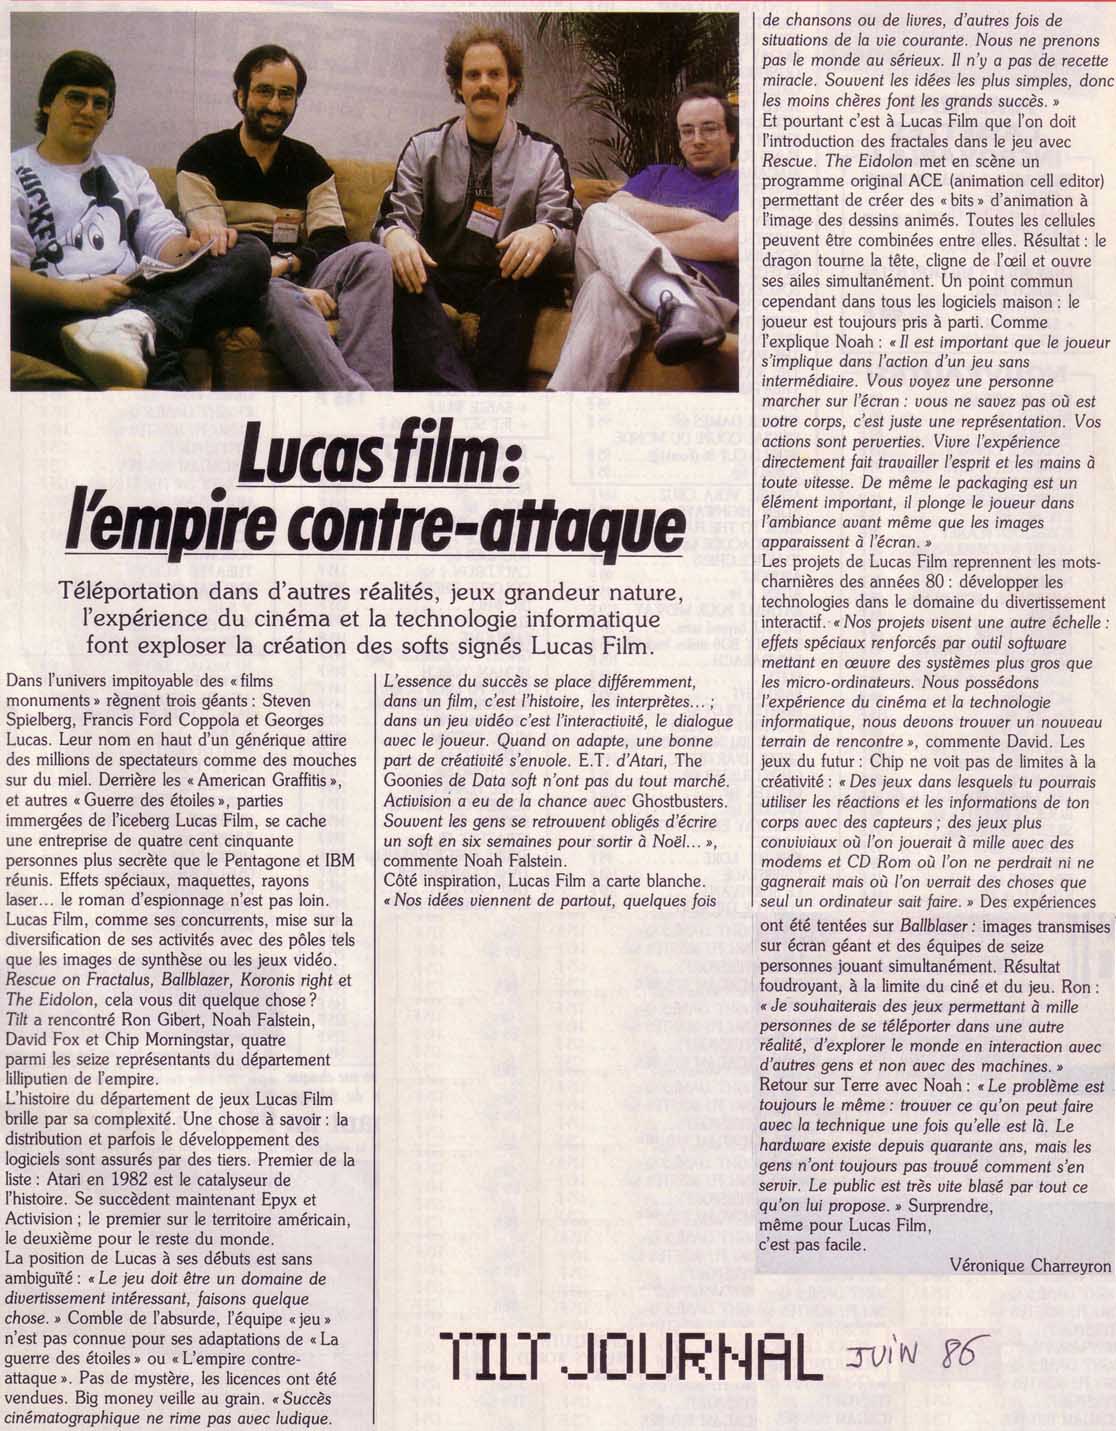 Lucas film :
l'empire contre-attaque
Téléportation dans d'autres réalités, jeux grandeur nature,
l'expérience du cinéma et la technologie informatique
font exploser la création des softs signés Lucas Film.
Dans l'univers impitoyable des « films
monuments » règnent trois géants : Steven
Spielberg, Francis Ford Coppola et Georges
Lucas. Leur nom en haut d'un générique attire
des millions de spectateurs comme des mouches
sur du miel. Derrière les « American Graffitis »,
et autres « Guerre des étoiles », parties
immergées de l'iceberg Lucas Film, se cache
une entreprise de quatre cent cinquante
personnes plus secrète que le Pentagone et IBM
réunis. Effets spéciaux, maquettes, rayons
laser... le roman d'espionnage n'est pas loin.
Lucas Film, comme ses concurrents, mise sur la
diversification de ses activités avec des pôles tels
que les images de synthèse ou les jeux vidéo.
Rescue on Fractalus, Ballblazer, Koronis right et
The Eidolon, cela vous dit quelque chose ?
Tilt a rencontré Ron Gibert, Noah Falstein,
David Fox et Chip Morningstar, quatre
parmi les seize représentants du département
lilliputien de l'empire.
L'histoire du département de jeux Lucas Film
brille par sa complexité. Une chose à savoir : la
distribution et parfois le développement des
logiciels sont assurés par des tiers. Premier de la
liste : Atari en 1982 est le catalyseur de
l'histoire. Se succèdent maintenant Epyx et
Activision ; le premier sur le territoire américain,
le deuxième pour le reste du monde.
La position de Lucas à ses débuts est sans
ambiguïté : « Le jeu doit être un domaine de
divertissement intéressant, faisons quelque
chose. » Comble de l'absurde, l'équipe « jeu »
n'est pas connue pour ses adaptations de « La
guerre des étoiles » ou « L'empire contre-
attaque ». Pas de mystère, les licences ont été
vendues. Big money veille au grain. « Succès
cinématographique ne rime pas avec ludique.
L'essence du succès se place différemment,
dans un film, c'est l'histoire, les interprètes... ;
dans un jeu vidéo c'est l'interactivité, le dialogue
avec le joueur. Quand on adapte, une bonne
part de créativité s'envole. E.T. d'Atari, The
Goonies de Data soft n'ont pas du tout marché.
Activision a eu de la chance avec Ghostbusters.
Souvent les gens se retrouvent obligés d'écrire
un soft en six semaines pour sortir à Noël... »,
commente Noah Falstein.
Côté inspiration, Lucas Film a carte blanche.
« Nos idées viennent de partout, quelques fois
de chansons ou de livres, d'autres fois de
situations de la vie courante. Nous ne prenons
pas le monde au sérieux. Il n'y a pas de recette
miracle. Souvent les idées les plus simples, donc
les moins chères font les grands succès. »
Et pourtant c'est à Lucas Film que l'on doit
l'introduction des fractales dans le jeu avec
Rescue. The Eidolon met en scène un
programme original ACE (animation cell editor)
permettant de créer des « bits » d'animation à
l'image des dessins animés. Toutes les cellules
peuvent être combinées entre elles. Résultat : le
dragon tourne la tête, cligne de l'œil et ouvre
ses ailes simultanément. Un point commun
cependant dans tous les logiciels maison : le
joueur est toujours pris à parti. Comme
l'explique Noah : « Il est important que le joueur
s'implique dans l'action d'un jeu sans
intermédiaire. Vous voyez une personne
marcher sur l'écran : vous ne savez pas où est
votre corps, c'est juste une représentation. Vos
actions sont perverties. Vivre l'expérience
directement fait travailler l'esprit et les mains à
toute vitesse. De même le packaging est un
élément important, il plonge le joueur dans
l'ambiance avant même que les images
apparaissent à l'écran. »
Les projets de Lucas Film reprennent les mots-
charnières des années 80 : développer les
technologies dans le domaine du divertissement
interactif. « Nos projets visent une autre échelle :
effets spéciaux renforcés par outil software
mettant en œuvre des systèmes plus gros que
les micro-ordinateurs. Nous possédons
l'expérience du cinéma et la technologie
informatique, nous devons trouver un nouveau
terrain de rencontre », commente David. Les
jeux du futur : Chip ne voit pas de limites à la
créativité : « Des jeux dans lesquels tu pourrais
utiliser les réactions et les informations de ton
corps avec des capteurs ; des jeux plus
conviviaux où l'on jouerait à mille avec des
modems et CD Rom où l'on ne perdrait ni ne
gagnerait mais où l'on verrait des choses que
seul un ordinateur sait faire. » Des expériences
ont été tentées sur Ballblaser : images transmises
sur écran géant et des équipes de seize
personnes jouant simultanément. Résultat
foudroyant, à la limite du ciné et du jeu. Ron :
« Je souhaiterais des jeux permettant à mille
personnes de se téléporter dans une autre
réalité, d'explorer le monde en interaction avec
d'autres gens et non avec des machines. »
Retour sur Terre avec Noah : « Le problème est
toujours le même : trouver ce qu'on peut faire
avec la technique une fois qu'elle est là. Le
hardware existe depuis quarante ans, mais les
gens n'ont toujours pas trouvé comment s'en
servir. Le public est très vite blasé par tout ce
qu'on lui propose. » Surprendre,
même pour Lucas Film,
c'est pas facile.
Véronique Charreyron
TILT JOURNAL JUIN 86
MICKEY